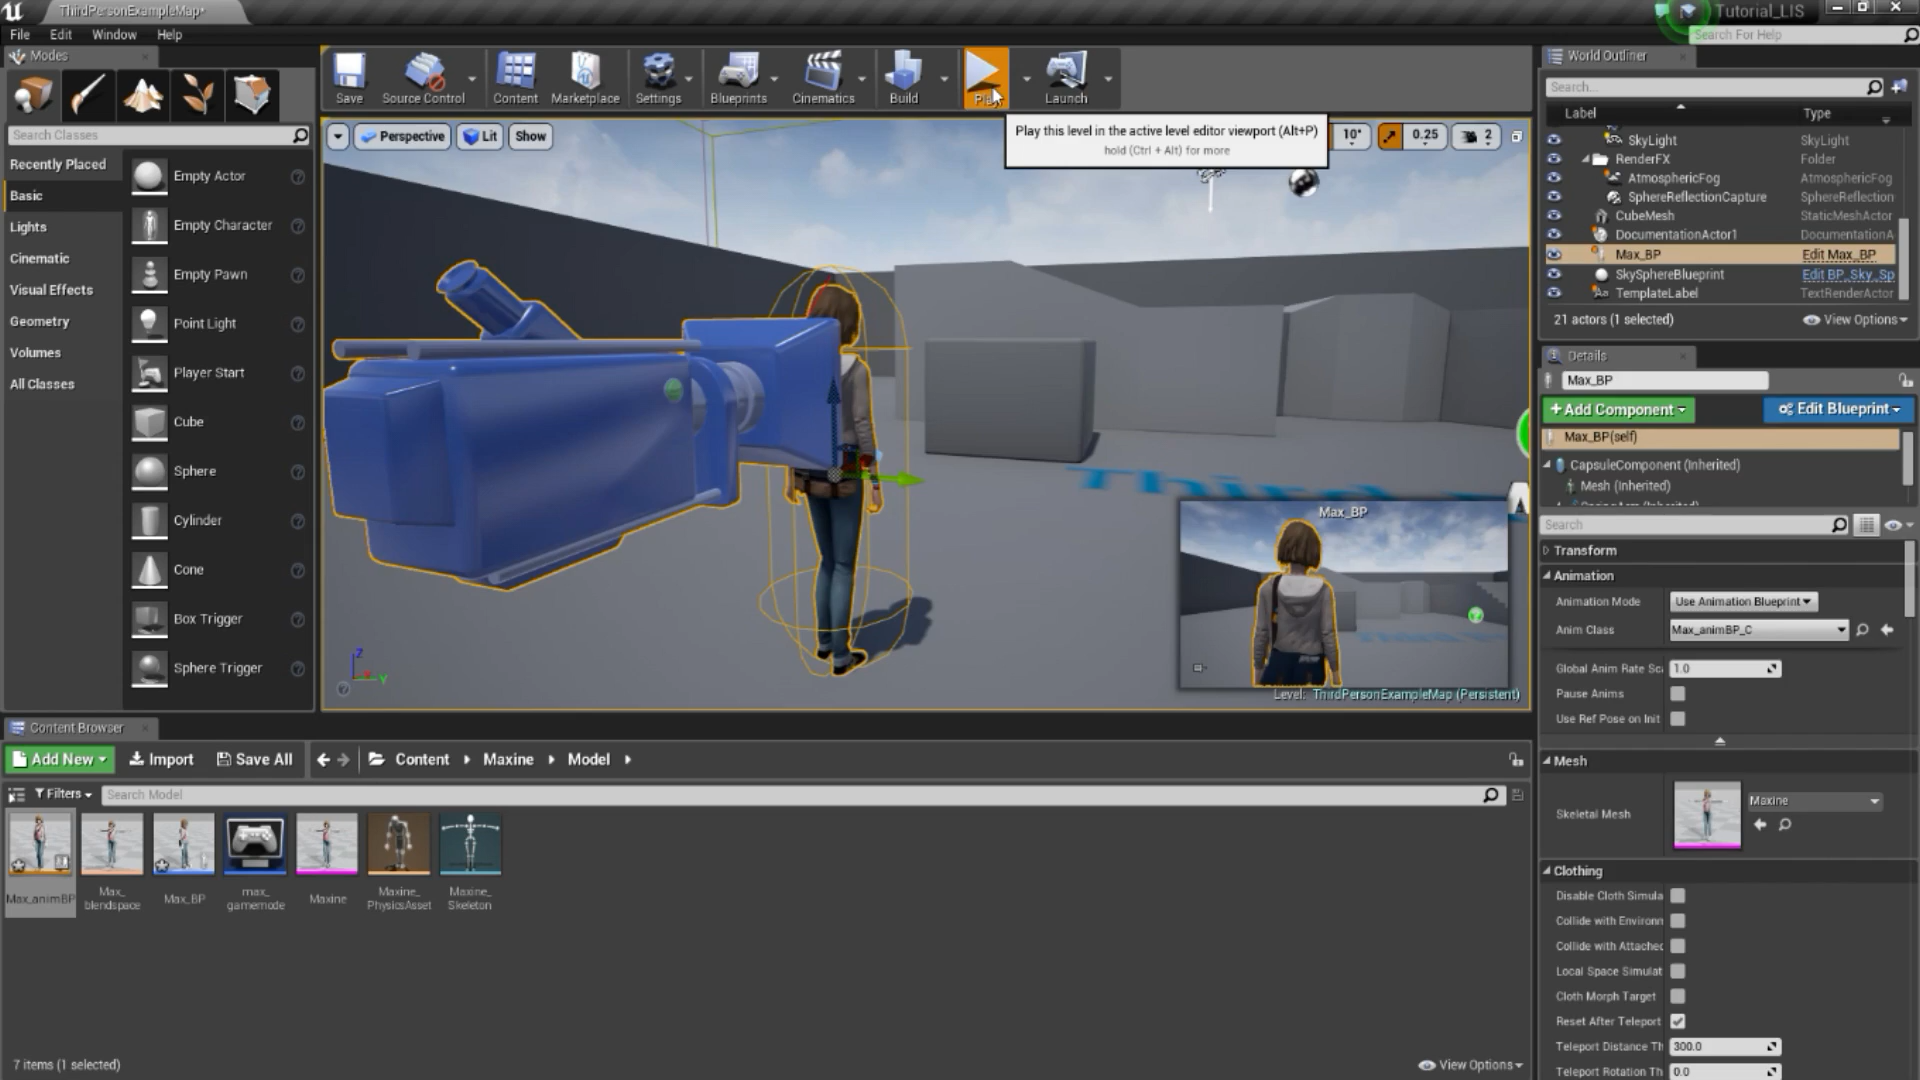 ThirdPersonExampleMap*
Tutorial_LIS
File Edit Window Help
Search For Help
Modes
Save
Source Control
Content
Marketplace
Settings
Blueprints
Cinematics
Build
Play
Launch
Play this level in the active level editor viewport (Alt+P)
hold (Ctrl + Alt) for more
Search Classes
Recently Placed
Basic
Lights
Cinematic
Visual Effects
Geometry
Volumes
All Classes
Empty Actor
Empty Character
Empty Pawn
Point Light
Player Start
Cube
Sphere
Cylinder
Cone
Box Trigger
Sphere Trigger
Perspective
Lit
Show
10°
0.25
2
Third
Max_BP
Level: ThirdPersonExampleMap (Persistent)
World Outliner
Search...
Label Type
SkyLight SkyLight
RenderFX Folder
AtmosphericFog AtmosphericFog
SphereReflectionCapture SphereReflection
CubeMesh StaticMeshActor
DocumentationActor1 DocumentationA
Max_BP Edit Max_BP
SkySphereBlueprint Edit BP_Sky_Sp
TemplateLabel TextRenderActor
21 actors (1 selected)
View Options
Details
Max_BP
+Add Component
Edit Blueprint
Max_BP(self)
CapsuleComponent (Inherited)
Mesh (Inherited)
Search
Transform
Animation
Animation Mode Use Animation Blueprint
Anim Class Max_animBP_C
Global Anim Rate Sca 1.0
Pause Anims
Use Ref Pose on Init
Mesh
Skeletal Mesh
Maxine
Clothing
Disable Cloth Simula
Collide with Environm
Collide with Attached
Local Space Simulat
Cloth Morph Target
Reset After Teleport
Teleport Distance Th 300.0
Teleport Rotation Th 0.0
Content Browser
Add New
Import
Save All
Content
Maxine
Model
Filters
Search Model
Max_animBP
Max_
blendspace
Max_BP
max_
gamemode
Maxine
Maxine_
PhysicsAsset
Maxine_
Skeleton
7 items (1 selected)
View Options